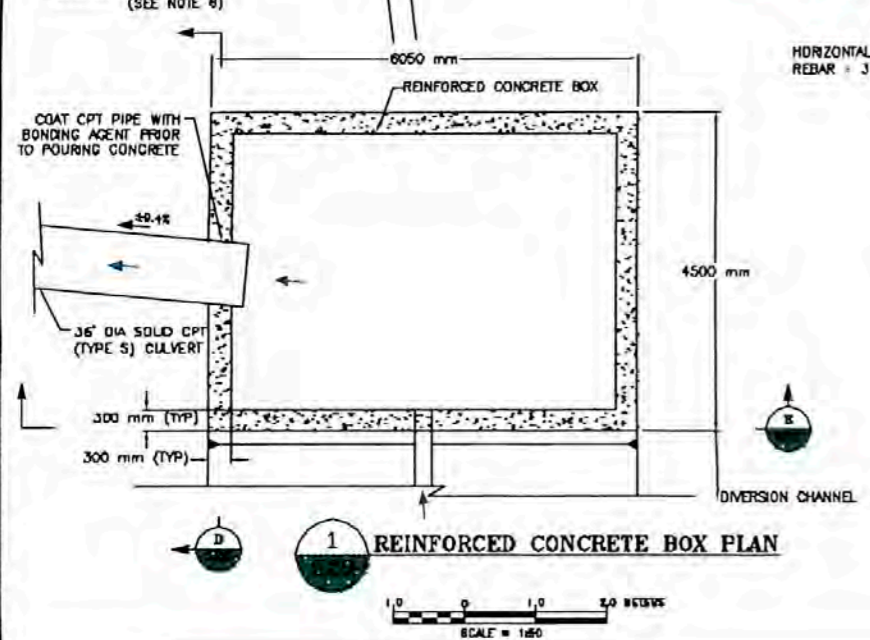 (SEE NOTE 6)
6050 mm
HORIZONTAL
REBAR = 3
REINFORCED CONCRETE BOX
COAT CPT PIPE WITH
BONDING AGENT PRIOR
TO POURING CONCRETE
±0.4%
4500 mm
36" DIA SOLID CPT
(TYPE S) CULVERT
300 mm (TYP)
E
300 mm (TYP)
DIVERSION CHANNEL
D
1
REINFORCED CONCRETE BOX PLAN
1.0 0 1.0 2.0 METERS
SCALE = 1:50